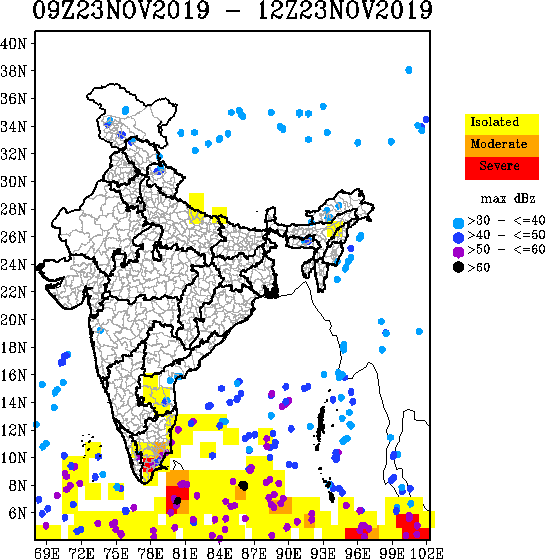 09Z23NOV2019 - 12Z23NOV2019
40N
38N
36N
34N
32N
30N
28N
26N
24N
22N
20N
18N
16N
14N
12N
10N
8N
6N
69E 72E 75E 78E 81E 84E 87E 90E 93E 96E 99E 102E
Isolated
Moderate
Severe
max dBz
>30 - <=40
>40 - <=50
>50 - <=60
>60